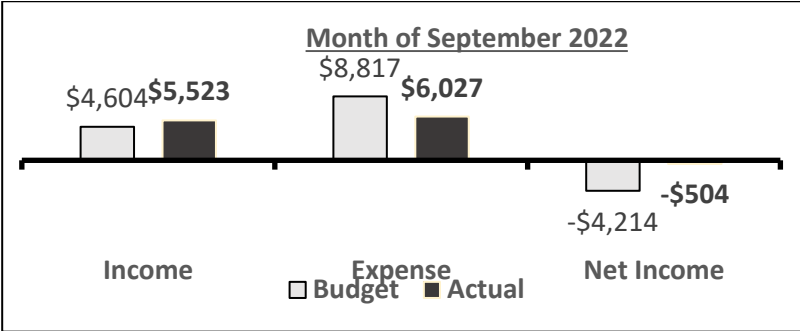 Month of September 2022
$8,817
$4,604 $5,523 $6,027
-$504
-$4,214
Income Expense Net Income
Budget Actual